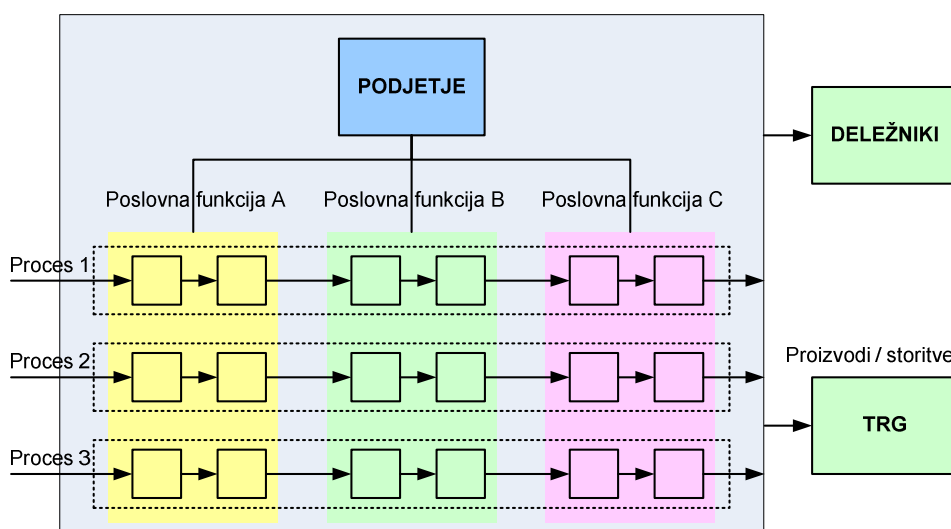 PODJETJE
DELEŽNIKI
Poslovna funkcija A
Poslovna funkcija B
Poslovna funkcija C
Proces 1
Proces 2
Proizvodi / storitve
TRG
Proces 3